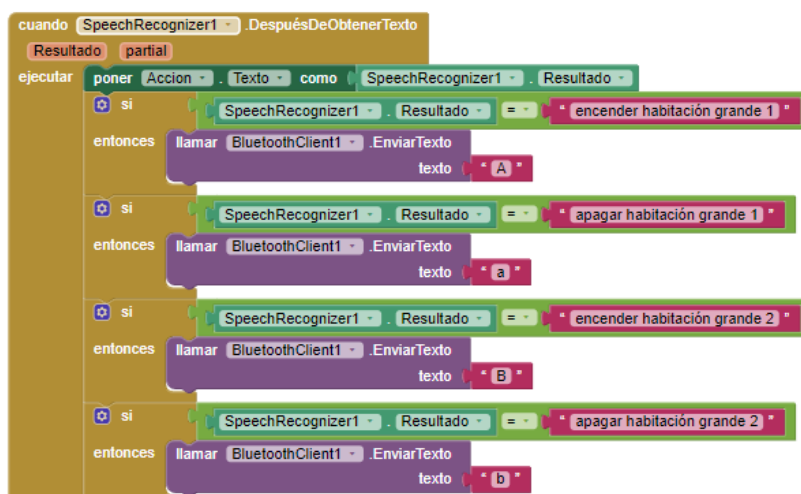 cuando SpeechRecognizer1 .DespuésDeObtenerTexto
Resultado partial
ejecutar poner Accion . Texto como SpeechRecognizer1 . Resultado
si SpeechRecognizer1 . Resultado = " encender habitación grande 1 "
entonces llamar BluetoothClient1 .EnviarTexto
texto " A "
si SpeechRecognizer1 . Resultado = " apagar habitación grande 1 "
entonces llamar BluetoothClient1 .EnviarTexto
texto " a "
si SpeechRecognizer1 . Resultado = " encender habitación grande 2 "
entonces llamar BluetoothClient1 .EnviarTexto
texto " B "
si SpeechRecognizer1 . Resultado = " apagar habitación grande 2 "
entonces llamar BluetoothClient1 .EnviarTexto
texto " b "